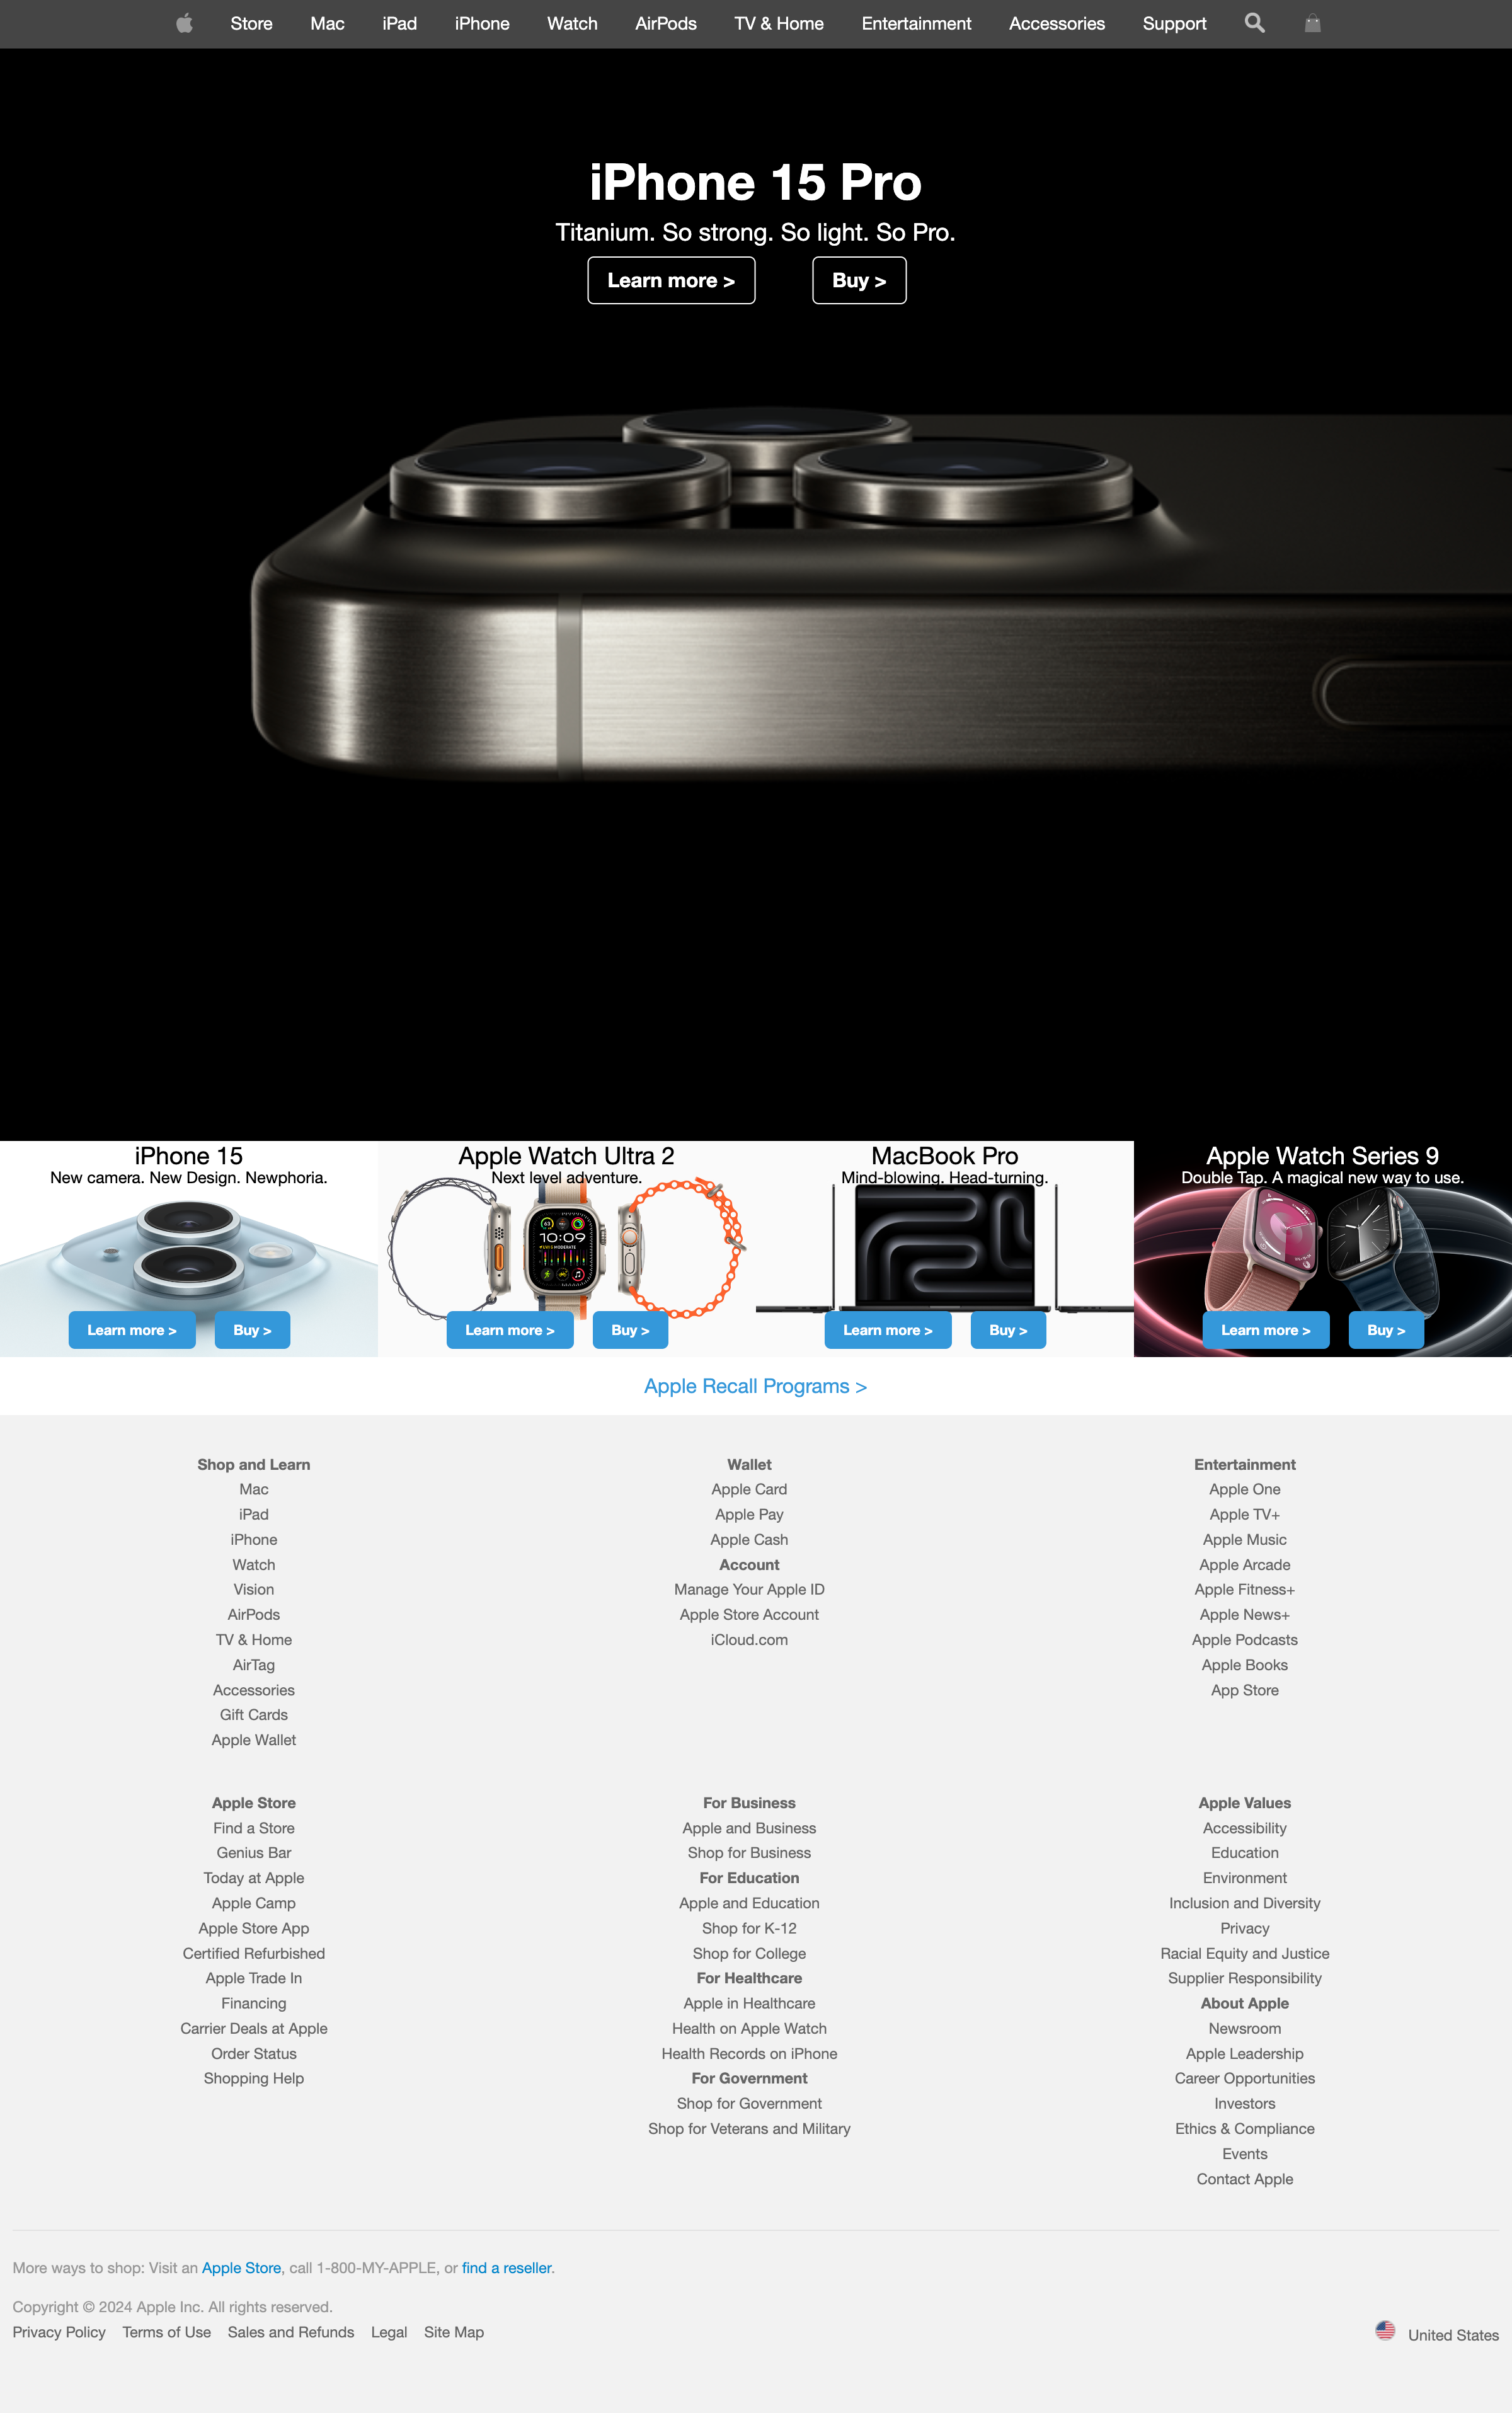 Store Mac iPad iPhone Watch AirPods TV & Home Entertainment Accessories Support
iPhone 15 Pro
Titanium. So strong. So light. So Pro.
Learn more > Buy >
iPhone 15
New camera. New Design. Newphoria.
Learn more > Buy >
Apple Watch Ultra 2
Next level adventure.
10:09
Learn more > Buy >
MacBook Pro
Mind-blowing. Head-turning.
Learn more > Buy >
Apple Watch Series 9
Double Tap. A magical new way to use.
Learn more > Buy >
Apple Recall Programs >
Shop and Learn
Mac
iPad
iPhone
Watch
Vision
AirPods
TV & Home
AirTag
Accessories
Gift Cards
Apple Wallet
Wallet
Apple Card
Apple Pay
Apple Cash
Account
Manage Your Apple ID
Apple Store Account
iCloud.com
Entertainment
Apple One
Apple TV+
Apple Music
Apple Arcade
Apple Fitness+
Apple News+
Apple Podcasts
Apple Books
App Store
Apple Store
Find a Store
Genius Bar
Today at Apple
Apple Camp
Apple Store App
Certified Refurbished
Apple Trade In
Financing
Carrier Deals at Apple
Order Status
Shopping Help
For Business
Apple and Business
Shop for Business
For Education
Apple and Education
Shop for K-12
Shop for College
For Healthcare
Apple in Healthcare
Health on Apple Watch
Health Records on iPhone
For Government
Shop for Government
Shop for Veterans and Military
Apple Values
Accessibility
Education
Environment
Inclusion and Diversity
Privacy
Racial Equity and Justice
Supplier Responsibility
About Apple
Newsroom
Apple Leadership
Career Opportunities
Investors
Ethics & Compliance
Events
Contact Apple
More ways to shop: Visit an Apple Store, call 1-800-MY-APPLE, or find a reseller.
Copyright © 2024 Apple Inc. All rights reserved.
Privacy Policy Terms of Use Sales and Refunds Legal Site Map
United States